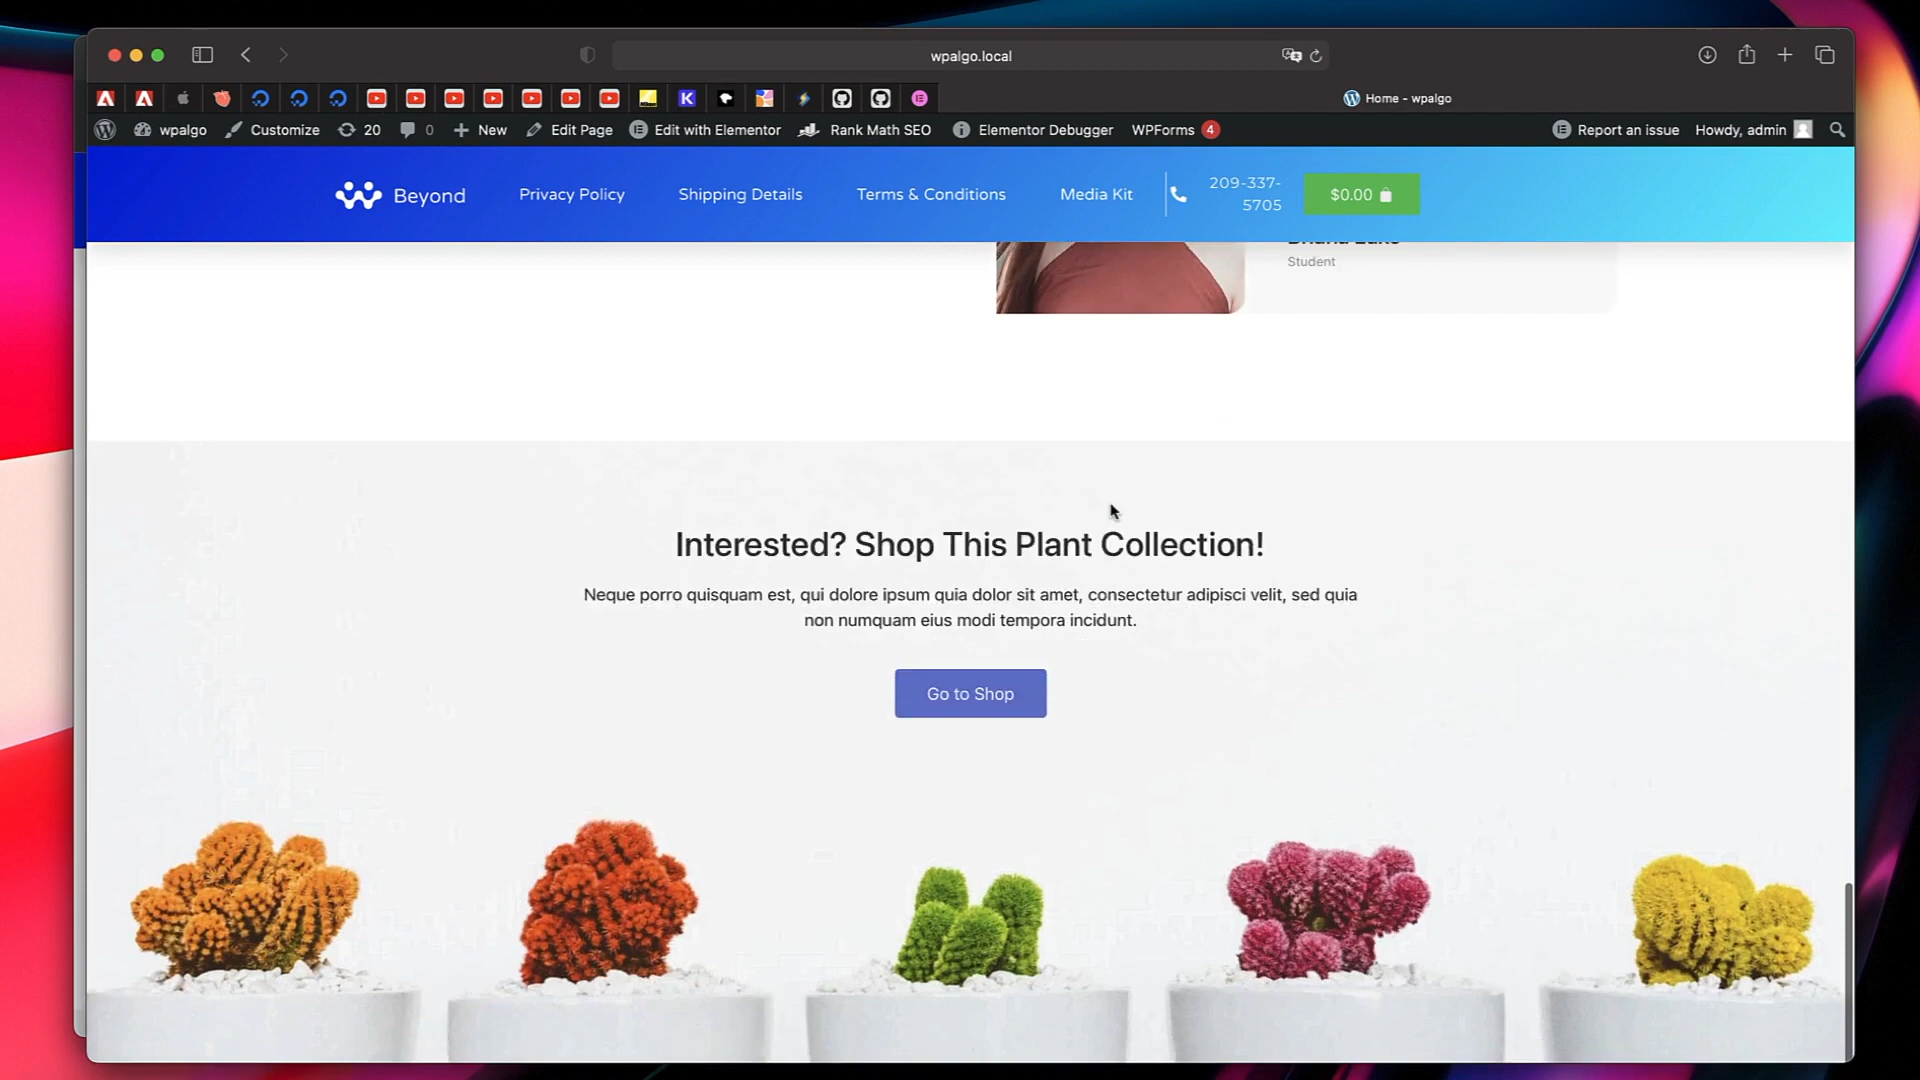 wpalgo.local
Home - wpalgo
wpalgo Customize 20 0 New Edit Page Edit with Elementor Rank Math SEO Elementor Debugger WPForms 4 Report an issue Howdy, admin
Beyond Privacy Policy Shipping Details Terms & Conditions Media Kit 209-337-
5705 $0.00
Student
Interested? Shop This Plant Collection!
Neque porro quisquam est, qui dolore ipsum quia dolor sit amet, consectetur adipisci velit, sed quia
non numquam eius modi tempora incidunt.
Go to Shop